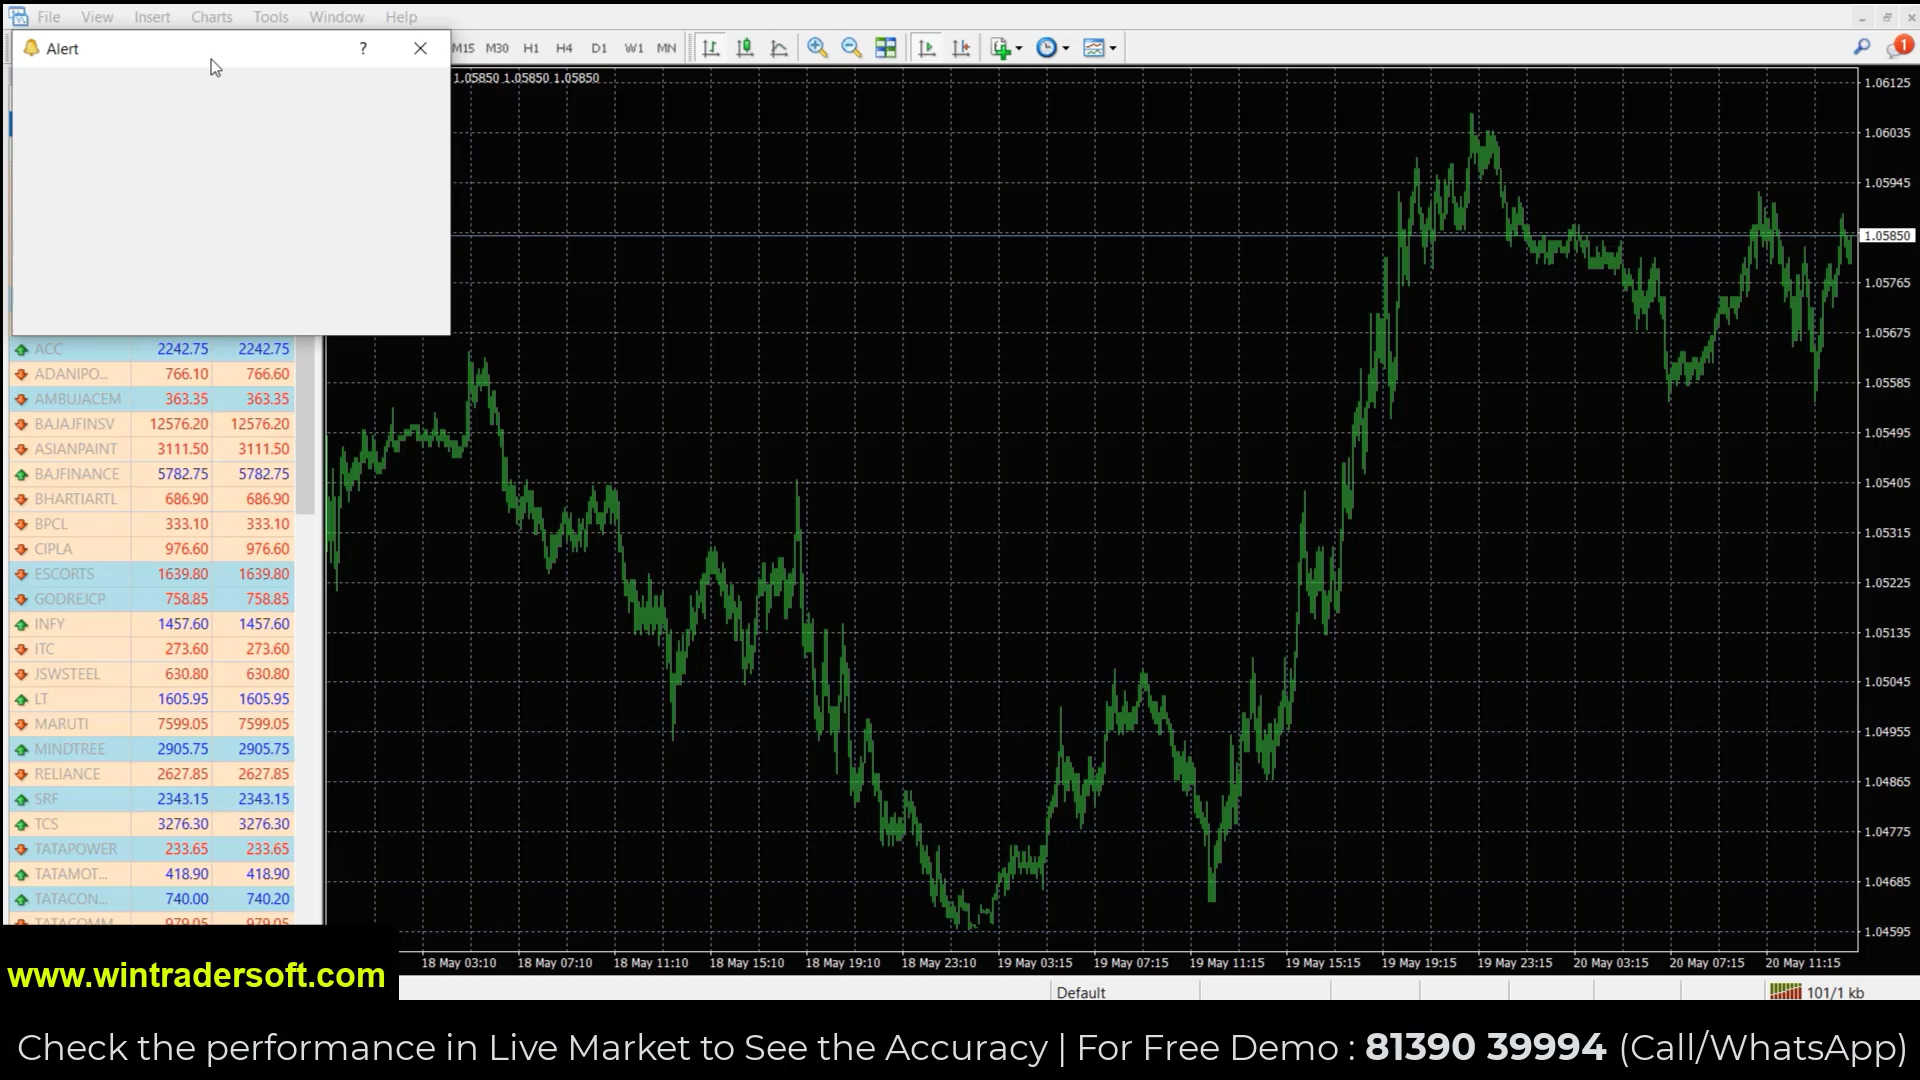 File View Insert Charts Tools Window Help
Alert ?
M15 M30 H1 H4 D1 W1 MN
1
1.05850 1.05850 1.05850
1.06125
1.06035
1.05945
1.05850
1.05765
1.05675
1.05585
1.05495
1.05405
1.05315
1.05225
1.05135
1.05045
1.04955
1.04865
1.04775
1.04685
1.04595
ACC 2242.75 2242.75
ADANIPO... 766.10 766.60
AMBUJACEM 363.35 363.35
BAJAJFINSV 12576.20 12576.20
ASIANPAINT 3111.50 3111.50
BAJFINANCE 5782.75 5782.75
BHARTIARTL 686.90 686.90
BPCL 333.10 333.10
CIPLA 976.60 976.60
ESCORTS 1639.80 1639.80
GODREJCP 758.85 758.85
INFY 1457.60 1457.60
ITC 273.60 273.60
JSWSTEEL 630.80 630.80
LT 1605.95 1605.95
MARUTI 7599.05 7599.05
MINDTREE 2905.75 2905.75
RELIANCE 2627.85 2627.85
SRF 2343.15 2343.15
TCS 3276.30 3276.30
TATAPOWER 233.65 233.65
TATAMOT... 418.90 418.90
TATACON... 740.00 740.20
TATACOMM 979.05 979.05
18 May 03:10 18 May 07:10 18 May 11:10 18 May 15:10 18 May 19:10 18 May 23:10 19 May 03:15 19 May 07:15 19 May 11:15 19 May 15:15 19 May 19:15 19 May 23:15 20 May 03:15 20 May 07:15 20 May 11:15
www.wintradersoft.com
Default 101/1 kb
Check the performance in Live Market to See the Accuracy | For Free Demo : 81390 39994 (Call/WhatsApp)